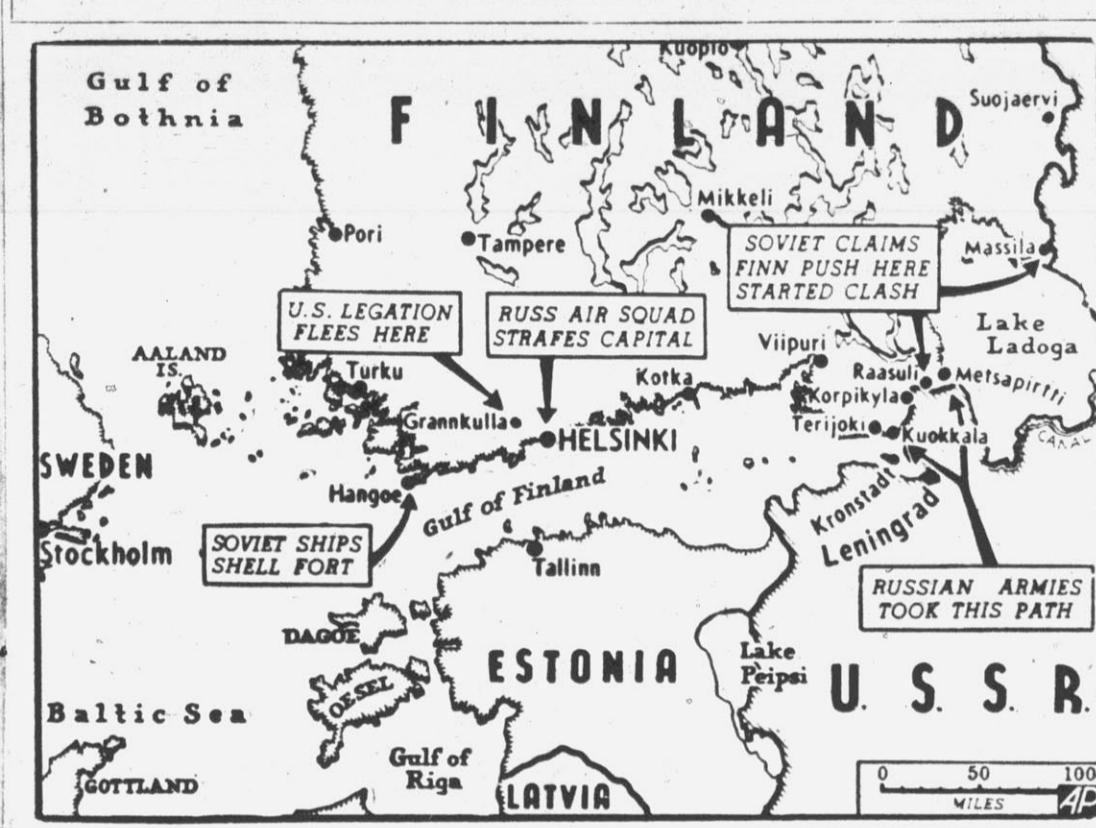 Kuopio
Gulf of
Bothnia
FINLAND
Suojaervi
Mikkeli
Pori
Tampere
SOVIET CLAIMS
FINN PUSH HERE
STARTED CLASH
Massila
U.S. LEGATION
FLEES HERE
RUSS AIR SQUAD
STRAFES CAPITAL
Lake
Ladoga
Viipuri
AALAND
IS.
Turku
Kotka
Raasuli
Metsapirtti
Korpikyla
Grannkulla
HELSINKI
Terijoki
Kuokkala
CANAL
SWEDEN
Hangoe
Gulf of Finland
Kronstadt
Leningrad
Stockholm
SOVIET SHIPS
SHELL FORT
Tallinn
RUSSIAN ARMIES
TOOK THIS PATH
DAGOE
ESTONIA
Lake
Peipsi
U.S.S.R.
OESEL
Baltic Sea
Gulf of
Riga
GOTTLAND
LATVIA
0 50 100
MILES
AP